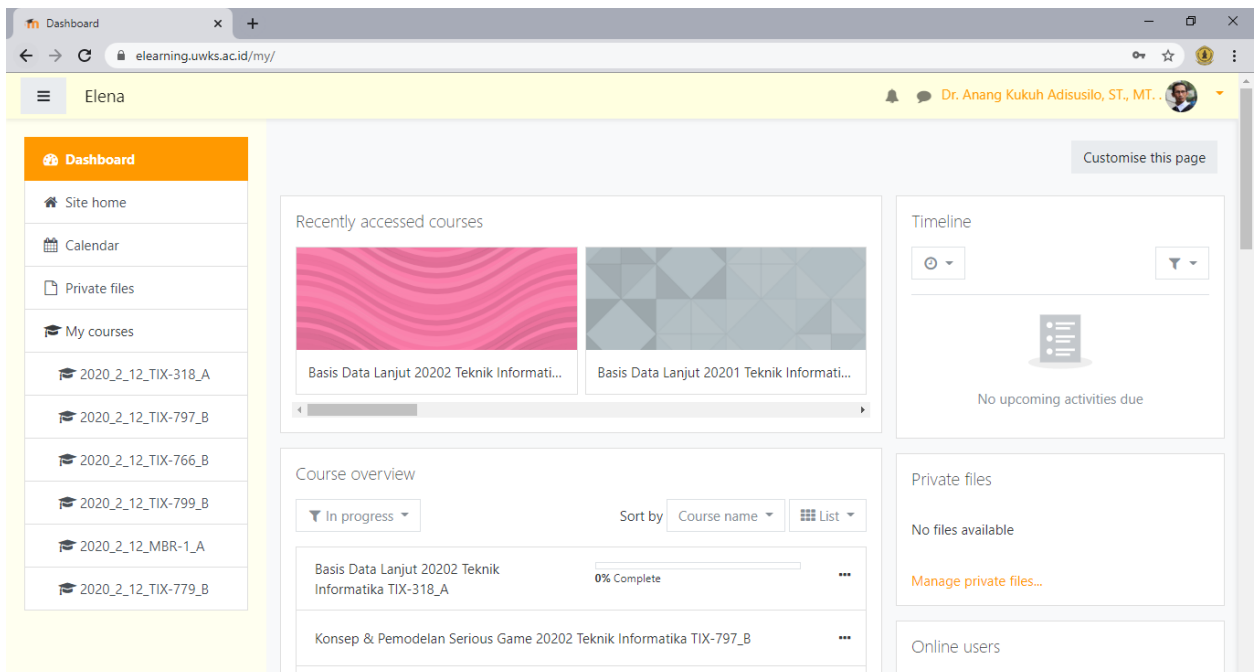 Dashboard
elearning.uwks.ac.id/my/
Elena
Dr. Anang Kukuh Adisusilo, ST., MT. .
Dashboard
Site home
Calendar
Private files
My courses
2020_2_12_TIX-318_A
2020_2_12_TIX-797_B
2020_2_12_TIX-766_B
2020_2_12_TIX-799_B
2020_2_12_MBR-1_A
2020_2_12_TIX-779_B
Customise this page
Recently accessed courses
Basis Data Lanjut 20202 Teknik Informati...
Basis Data Lanjut 20201 Teknik Informati...
Course overview
In progress
Sort by Course name
List
Basis Data Lanjut 20202 Teknik
Informatika TIX-318_A
0% Complete
Konsep & Pemodelan Serious Game 20202 Teknik Informatika TIX-797_B
Timeline
No upcoming activities due
Private files
No files available
Manage private files...
Online users